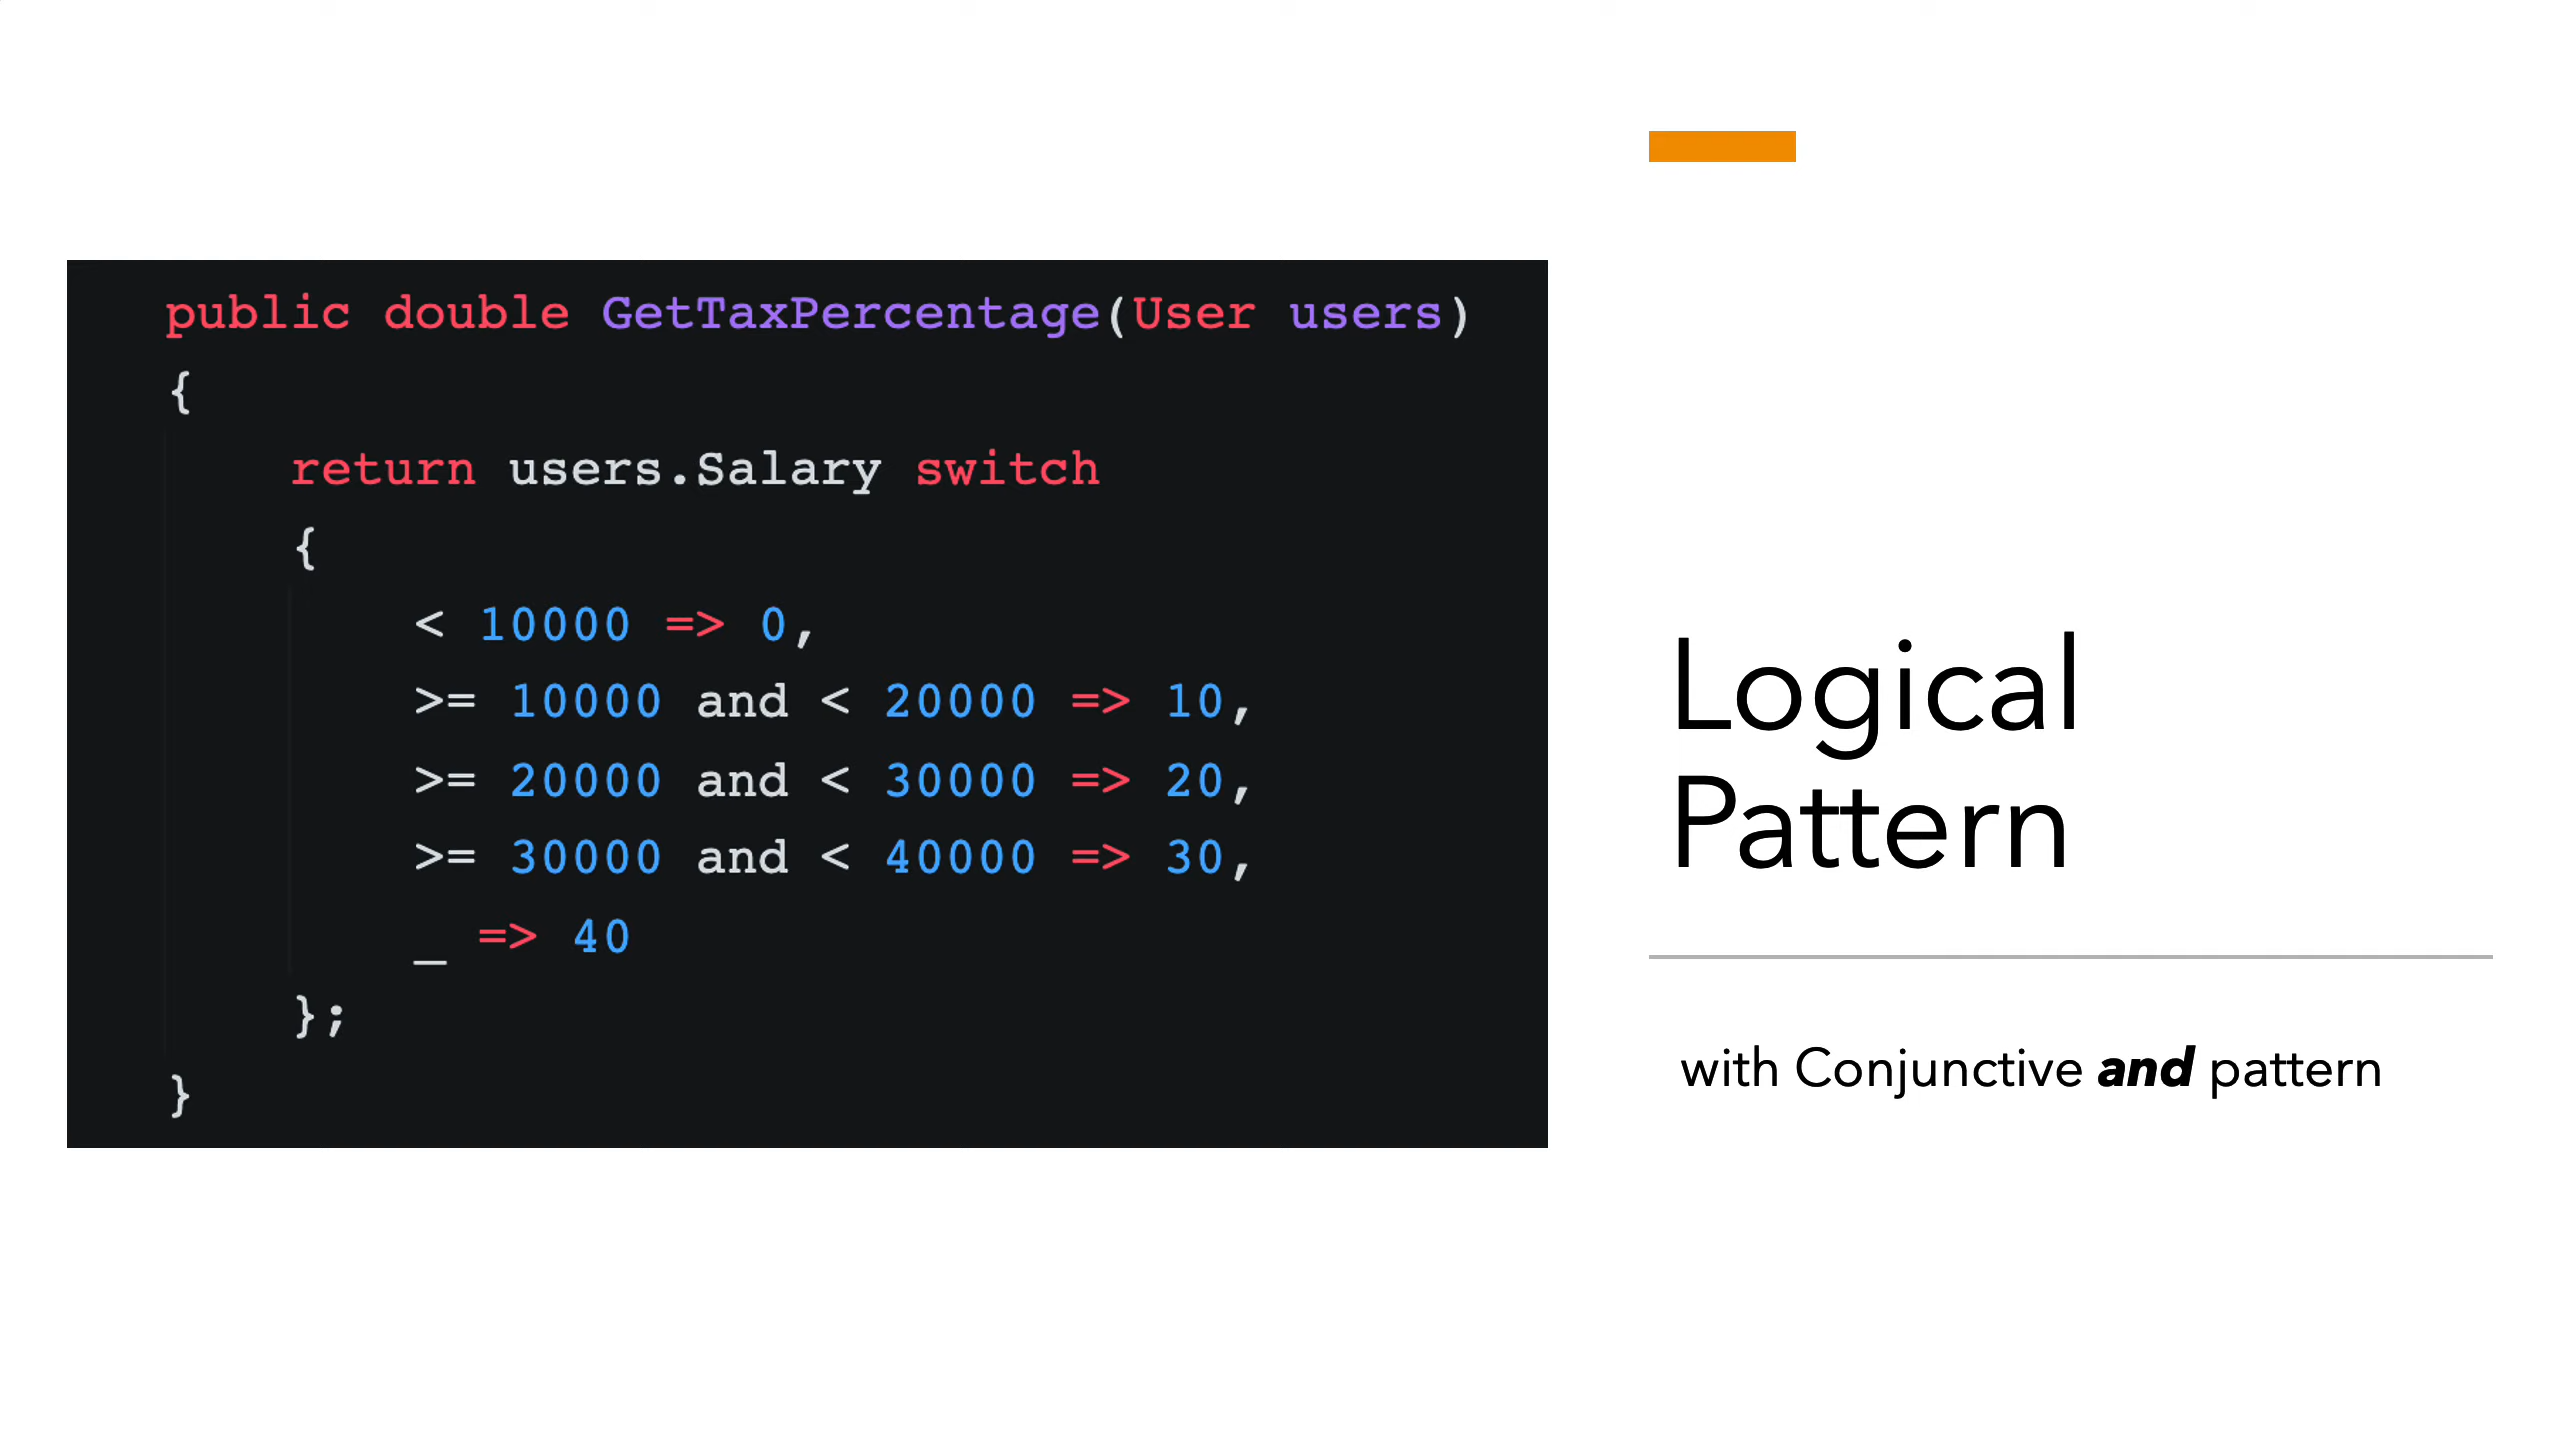 public double GetTaxPercentage(User users)
{
return users.Salary switch
{
< 10000 => 0,
>= 10000 and < 20000 => 10,
>= 20000 and < 30000 => 20,
>= 30000 and < 40000 => 30,
_ => 40
};
}
Logical
Pattern
with Conjunctive and pattern